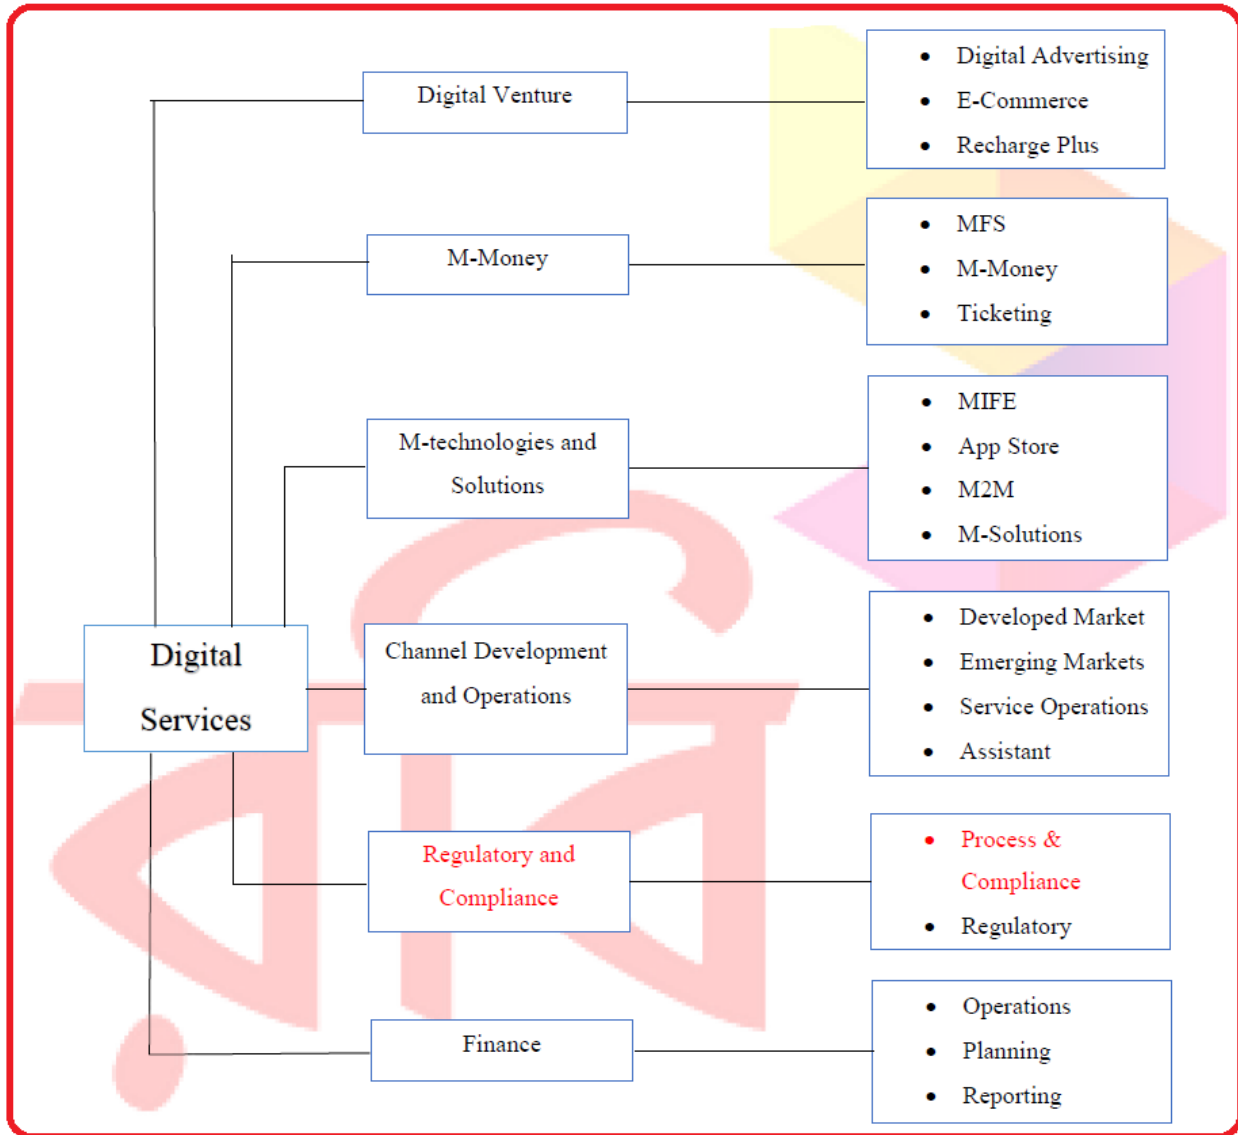 Digital Venture
• Digital Advertising
• E-Commerce
• Recharge Plus
M-Money
• MFS
• M-Money
• Ticketing
M-technologies and
Solutions
• MIFE
• App Store
• M2M
• M-Solutions
Digital
Services
Channel Development
and Operations
• Developed Market
• Emerging Markets
• Service Operations
• Assistant
Regulatory and
Compliance
• Process &
Compliance
• Regulatory
Finance
• Operations
• Planning
• Reporting
রবি